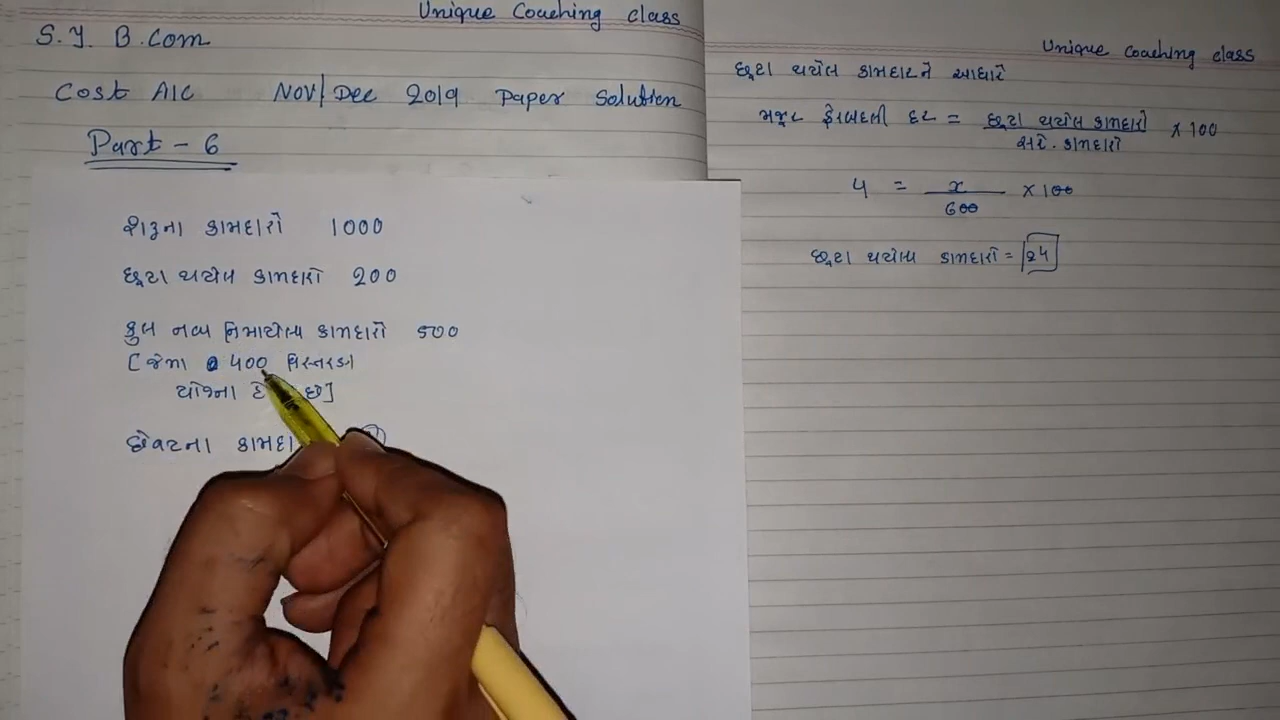 Unique Coaching class
S.Y. B.Com
Cost A/c Nov/Dec 2019 Paper Solution
Part - 6
શરૂના કામદારો 1000
છૂટા થયેલ કામદારો 200
કુલ નવા નિમાયેલા કામદારો 500
[જેમા 400 વિસ્તરણ
યોજના છે]
છેવટના કામદા
Unique Coaching class
છૂટા થયેલ કામદારને આધારે
મજૂર ફેરબદલી દર = છૂટા થયેલ કામદારો × 100
સરે. કામદારો
4 = x × 100
600
છૂટા થયેલા કામદારો = 24